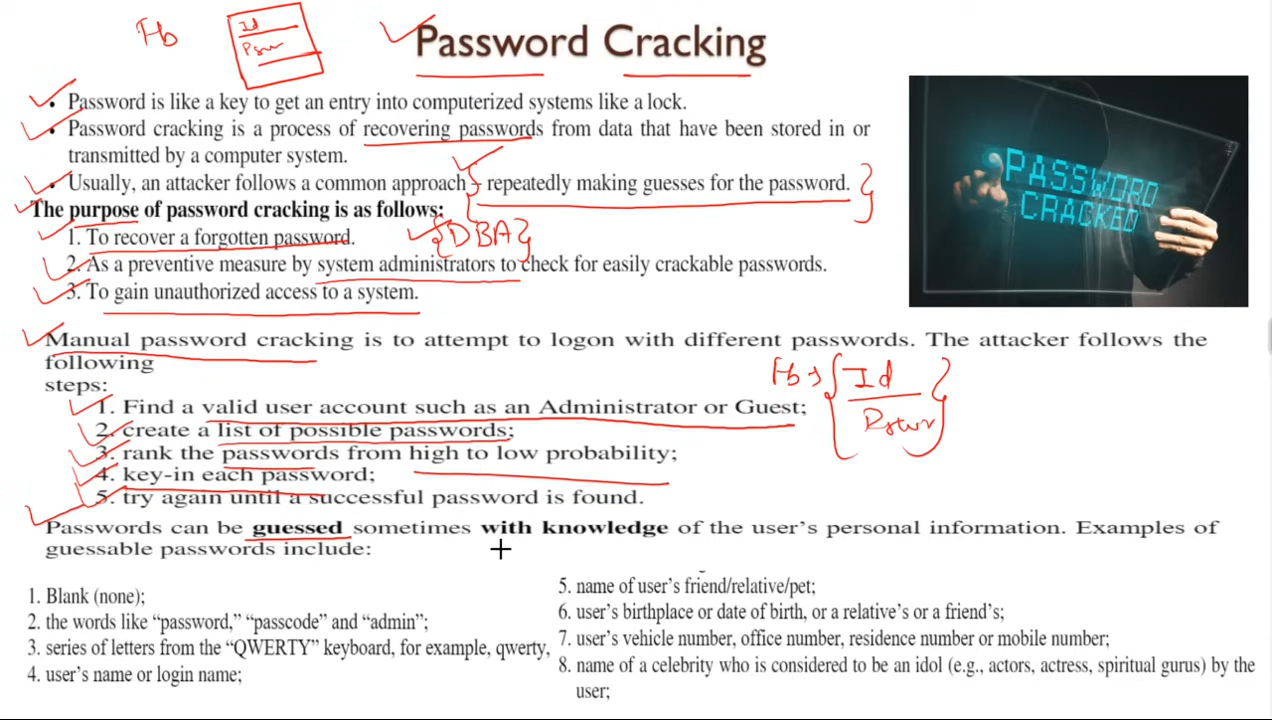 Fb
Id
Password Cracking
• Password is like a key to get an entry into computerized systems like a lock.
• Password cracking is a process of recovering passwords from data that have been stored in or
transmitted by a computer system.
• Usually, an attacker follows a common approach – repeatedly making guesses for the password.
The purpose of password cracking is as follows:
1. To recover a forgotten password.
{DBA}
2. As a preventive measure by system administrators to check for easily crackable passwords.
3. To gain unauthorized access to a system.
PASSWORD
CRACKED
Manual password cracking is to attempt to logon with different passwords. The attacker follows the
following
steps:
Fb
Id
1. Find a valid user account such as an Administrator or Guest;
2. create a list of possible passwords;
3. rank the passwords from high to low probability;
4. key-in each password;
5. try again until a successful password is found.
Passwords can be guessed sometimes with knowledge of the user's personal information. Examples of
guessable passwords include:
1. Blank (none);
2. the words like “password,” “passcode” and “admin”;
3. series of letters from the “QWERTY” keyboard, for example, qwerty,
4. user's name or login name;
5. name of user's friend/relative/pet;
6. user's birthplace or date of birth, or a relative's or a friend's;
7. user's vehicle number, office number, residence number or mobile number;
8. name of a celebrity who is considered to be an idol (e.g., actors, actress, spiritual gurus) by the
user;